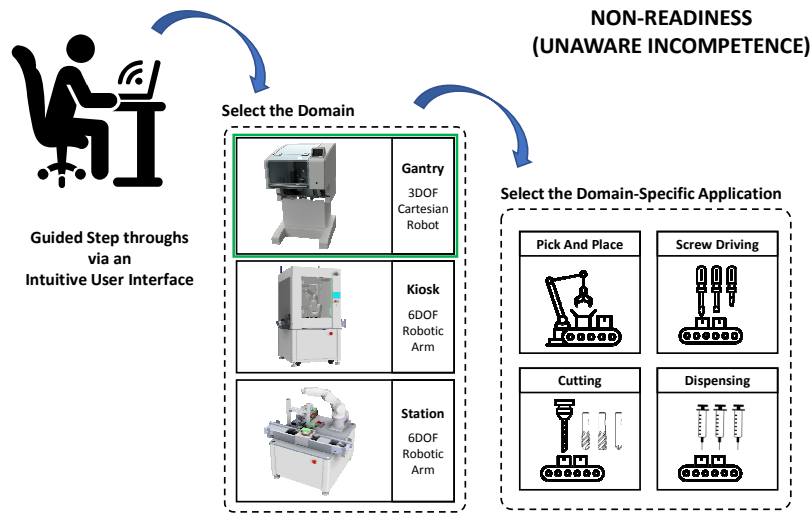 NON-READINESS
(UNAWARE INCOMPETENCE)
Select the Domain
Gantry
3DOF
Cartesian
Robot
Select the Domain-Specific Application
Guided Step throughs
via an
Intuitive User Interface
Pick And Place
Screw Driving
Kiosk
6DOF
Robotic
Arm
Cutting
Dispensing
Station
6DOF
Robotic
Arm